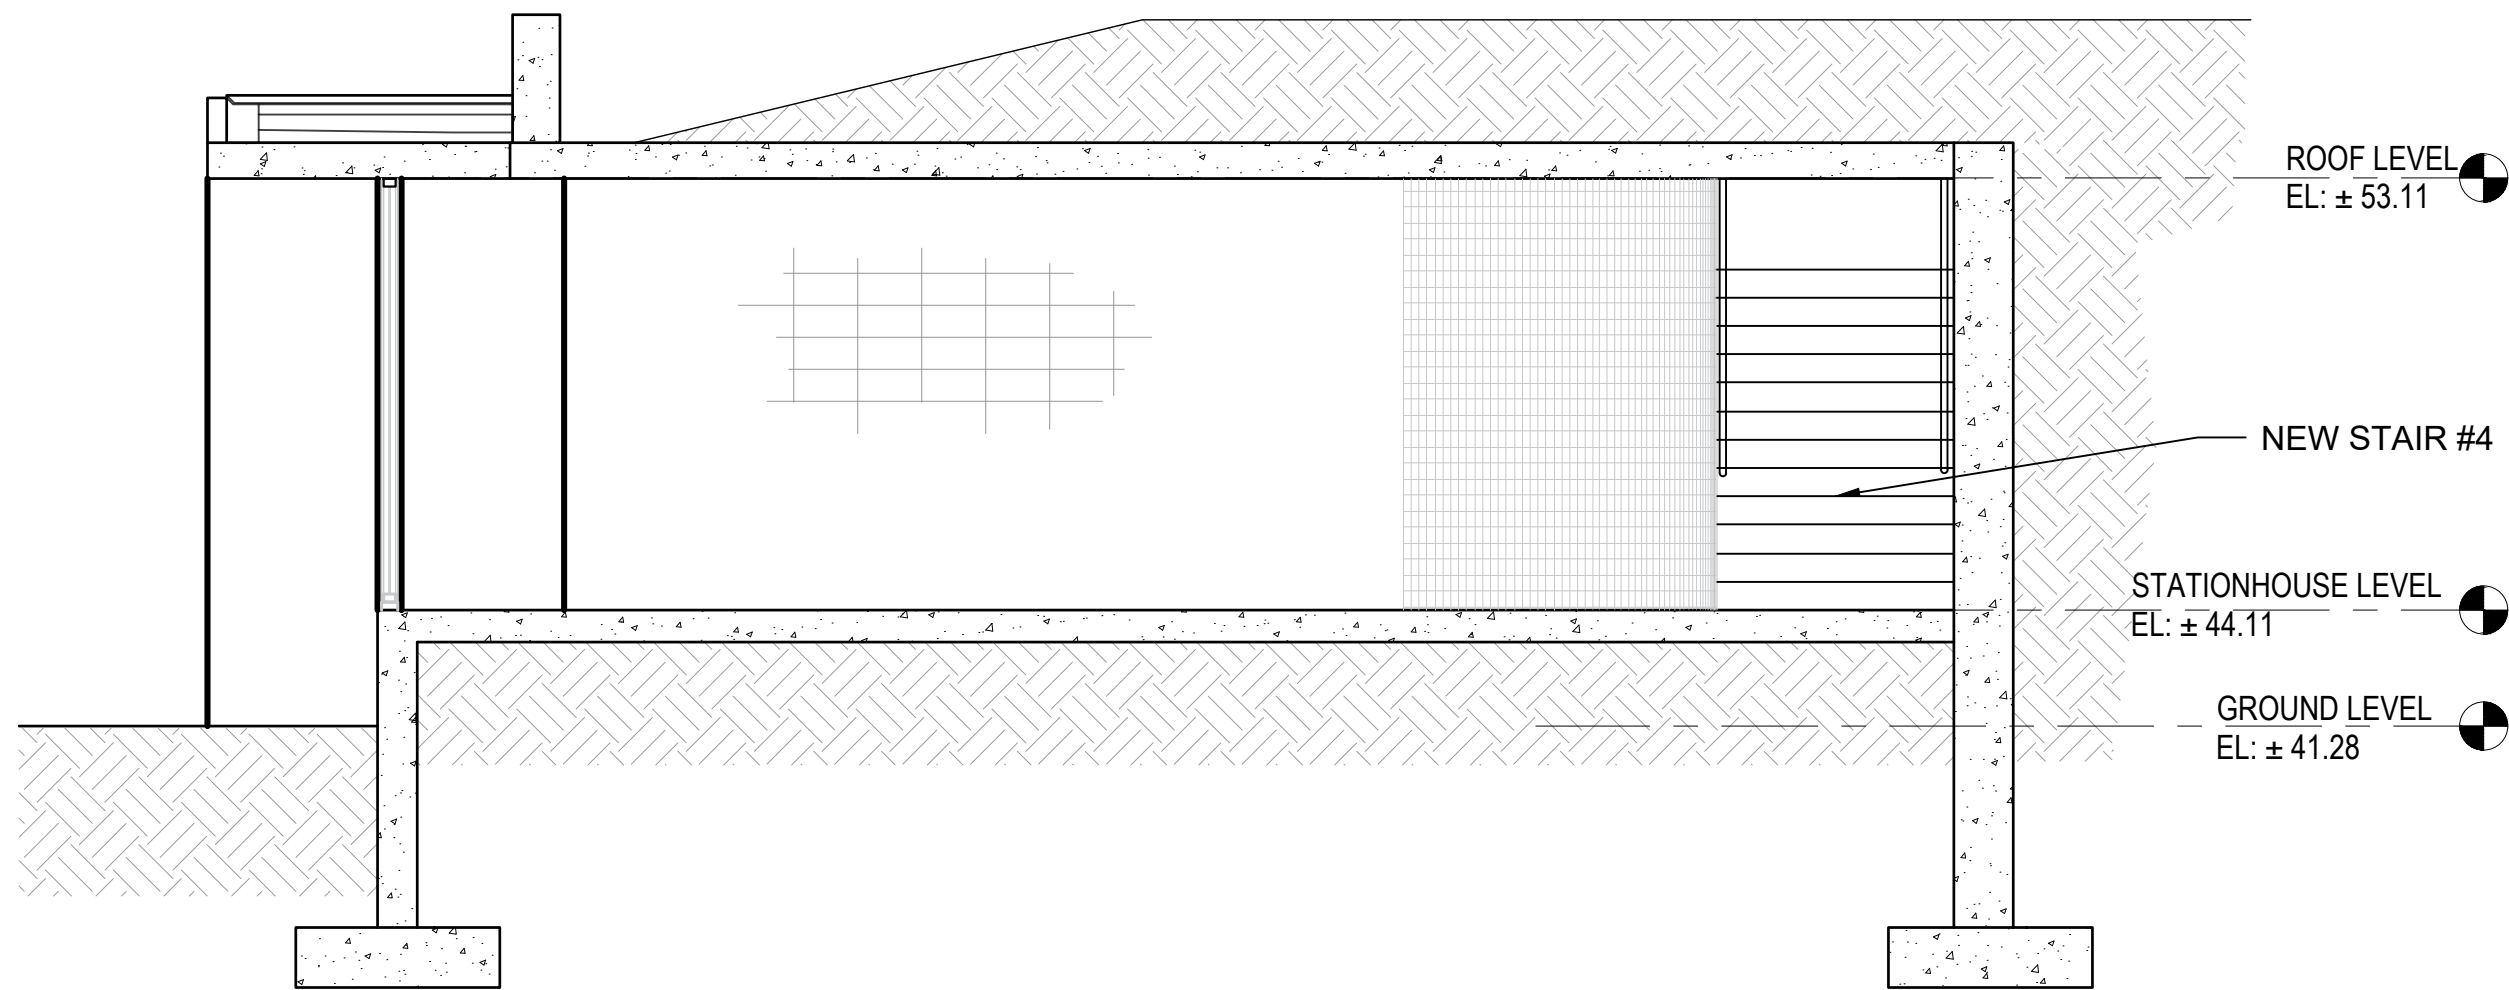 ROOF LEVEL
EL: ± 53.11
NEW STAIR #4
STATIONHOUSE LEVEL
EL: ± 44.11
GROUND LEVEL
EL: ± 41.28